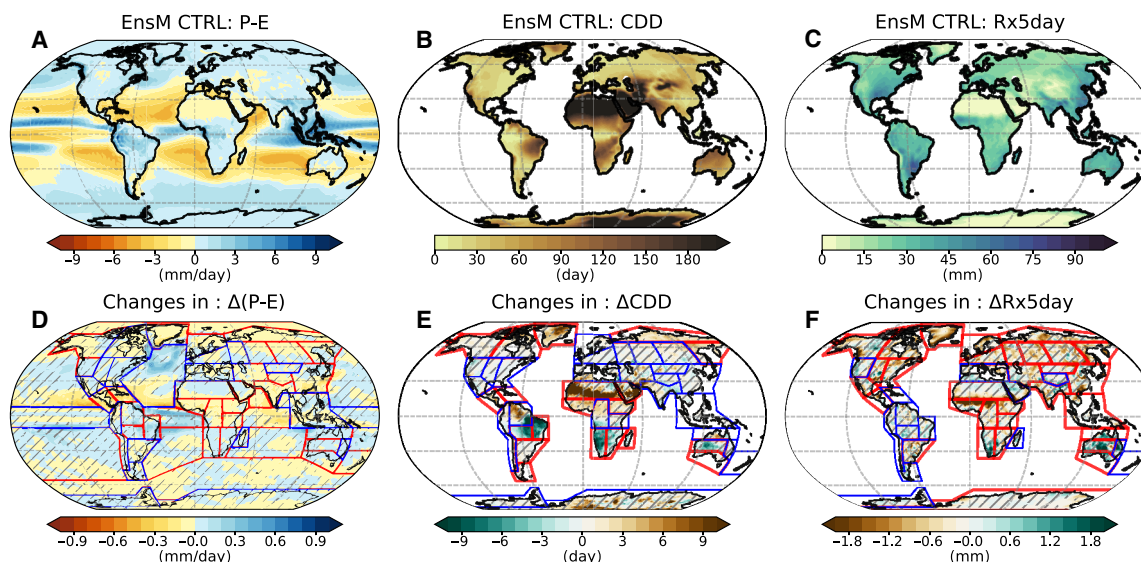 EnsM CTRL: P-E
EnsM CTRL: CDD
EnsM CTRL: Rx5day
A
B
C
−9 −6 −3 0 3 6 9
(mm/day)
0 30 60 90 120 150 180
(day)
0 15 30 45 60 75 90
(mm)
Changes in : Δ(P-E)
Changes in : ΔCDD
Changes in : ΔRx5day
D
E
F
−0.9 −0.6 −0.3 0.0 0.3 0.6 0.9
(mm/day)
−9 −6 −3 0 3 6 9
(day)
−1.8 −1.2 −0.6 0.0 0.6 1.2 1.8
(mm)